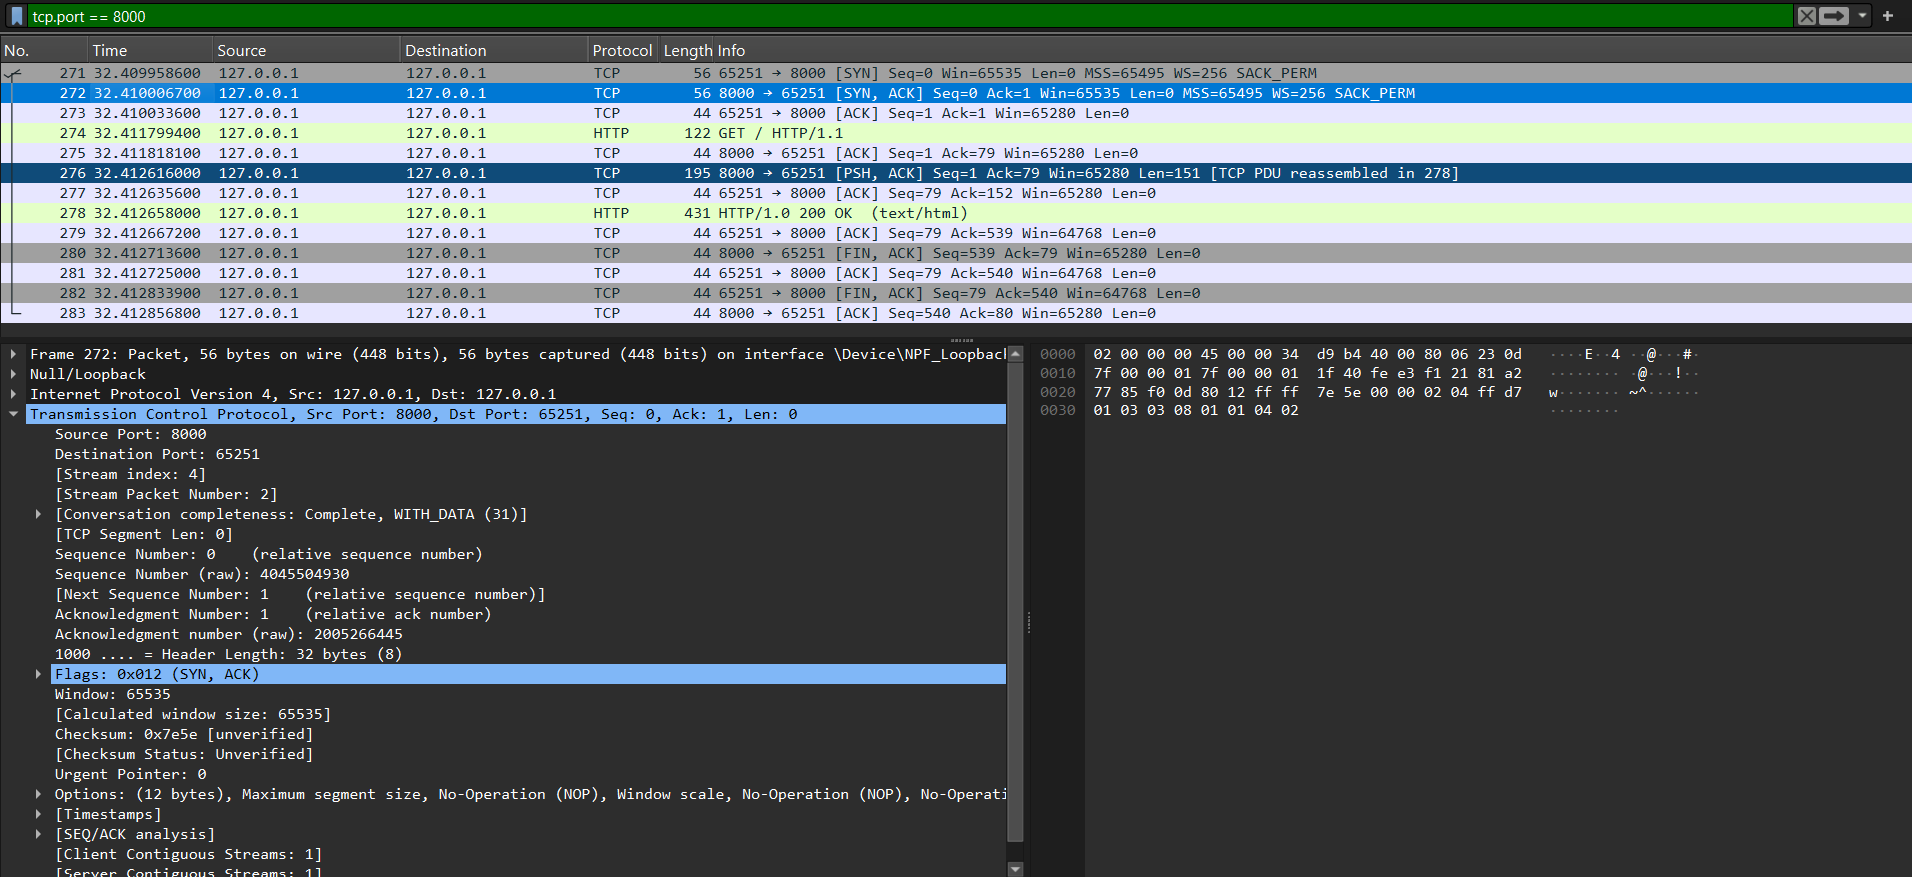 tcp.port == 8000
No. Time Source Destination Protocol Length Info
271 32.409958600 127.0.0.1 127.0.0.1 TCP 56 65251 → 8000 [SYN] Seq=0 Win=65535 Len=0 MSS=65495 WS=256 SACK_PERM
272 32.410006700 127.0.0.1 127.0.0.1 TCP 56 8000 → 65251 [SYN, ACK] Seq=0 Ack=1 Win=65535 Len=0 MSS=65495 WS=256 SACK_PERM
273 32.410033600 127.0.0.1 127.0.0.1 TCP 44 65251 → 8000 [ACK] Seq=1 Ack=1 Win=65280 Len=0
274 32.411799400 127.0.0.1 127.0.0.1 HTTP 122 GET / HTTP/1.1
275 32.411818100 127.0.0.1 127.0.0.1 TCP 44 8000 → 65251 [ACK] Seq=1 Ack=79 Win=65280 Len=0
276 32.412616000 127.0.0.1 127.0.0.1 TCP 195 8000 → 65251 [PSH, ACK] Seq=1 Ack=79 Win=65280 Len=151 [TCP PDU reassembled in 278]
277 32.412635600 127.0.0.1 127.0.0.1 TCP 44 65251 → 8000 [ACK] Seq=79 Ack=152 Win=65280 Len=0
278 32.412658000 127.0.0.1 127.0.0.1 HTTP 431 HTTP/1.0 200 OK (text/html)
279 32.412667200 127.0.0.1 127.0.0.1 TCP 44 65251 → 8000 [ACK] Seq=79 Ack=539 Win=64768 Len=0
280 32.412713600 127.0.0.1 127.0.0.1 TCP 44 8000 → 65251 [FIN, ACK] Seq=539 Ack=79 Win=65280 Len=0
281 32.412725000 127.0.0.1 127.0.0.1 TCP 44 65251 → 8000 [ACK] Seq=79 Ack=540 Win=64768 Len=0
282 32.412833900 127.0.0.1 127.0.0.1 TCP 44 65251 → 8000 [FIN, ACK] Seq=79 Ack=540 Win=64768 Len=0
283 32.412856800 127.0.0.1 127.0.0.1 TCP 44 8000 → 65251 [ACK] Seq=540 Ack=80 Win=65280 Len=0
Frame 272: Packet, 56 bytes on wire (448 bits), 56 bytes captured (448 bits) on interface \Device\NPF_Loopbac
Null/Loopback
Internet Protocol Version 4, Src: 127.0.0.1, Dst: 127.0.0.1
Transmission Control Protocol, Src Port: 8000, Dst Port: 65251, Seq: 0, Ack: 1, Len: 0
Source Port: 8000
Destination Port: 65251
[Stream index: 4]
[Stream Packet Number: 2]
[Conversation completeness: Complete, WITH_DATA (31)]
[TCP Segment Len: 0]
Sequence Number: 0 (relative sequence number)
Sequence Number (raw): 4045504930
[Next Sequence Number: 1 (relative sequence number)]
Acknowledgment Number: 1 (relative ack number)
Acknowledgment number (raw): 2005266445
1000 .... = Header Length: 32 bytes (8)
Flags: 0x012 (SYN, ACK)
Window: 65535
[Calculated window size: 65535]
Checksum: 0x7e5e [unverified]
[Checksum Status: Unverified]
Urgent Pointer: 0
Options: (12 bytes), Maximum segment size, No-Operation (NOP), Window scale, No-Operation (NOP), No-Operati
[Timestamps]
[SEQ/ACK analysis]
[Client Contiguous Streams: 1]
[Server Contiguous Streams: 1]
0000 02 00 00 00 45 00 00 34 d9 b4 40 00 80 06 23 0d ····E··4 ··@···#·
0010 7f 00 00 01 7f 00 00 01 1f 40 fe e3 f1 21 81 a2 ········ ·@···!··
0020 77 85 f0 0d 80 12 ff ff 7e 5e 00 00 02 04 ff d7 w······· ~^······
0030 01 03 03 08 01 01 04 02 ········